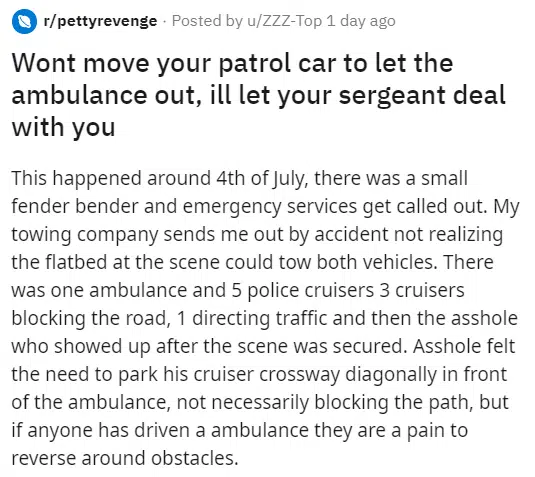 r/pettyrevenge · Posted by u/ZZZ-Top 1 day ago
Wont move your patrol car to let the
ambulance out, ill let your sergeant deal
with you
This happened around 4th of July, there was a small
fender bender and emergency services get called out. My
towing company sends me out by accident not realizing
the flatbed at the scene could tow both vehicles. There
was one ambulance and 5 police cruisers 3 cruisers
blocking the road, 1 directing traffic and then the asshole
who showed up after the scene was secured. Asshole felt
the need to park his cruiser crossway diagonally in front
of the ambulance, not necessarily blocking the path, but
if anyone has driven a ambulance they are a pain to
reverse around obstacles.